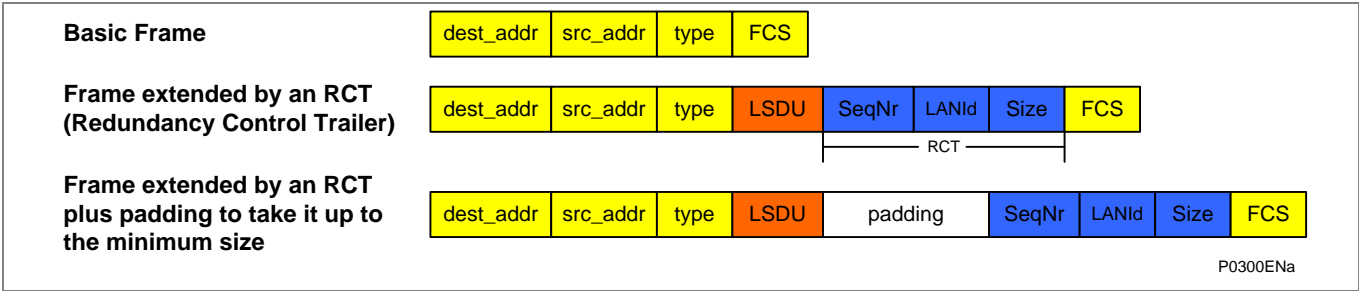 Basic Frame
dest_addr src_addr type FCS
Frame extended by an RCT
(Redundancy Control Trailer)
dest_addr src_addr type LSDU SeqNr LANId Size FCS
RCT
Frame extended by an RCT
plus padding to take it up to
the minimum size
dest_addr src_addr type LSDU padding SeqNr LANId Size FCS
P0300ENa